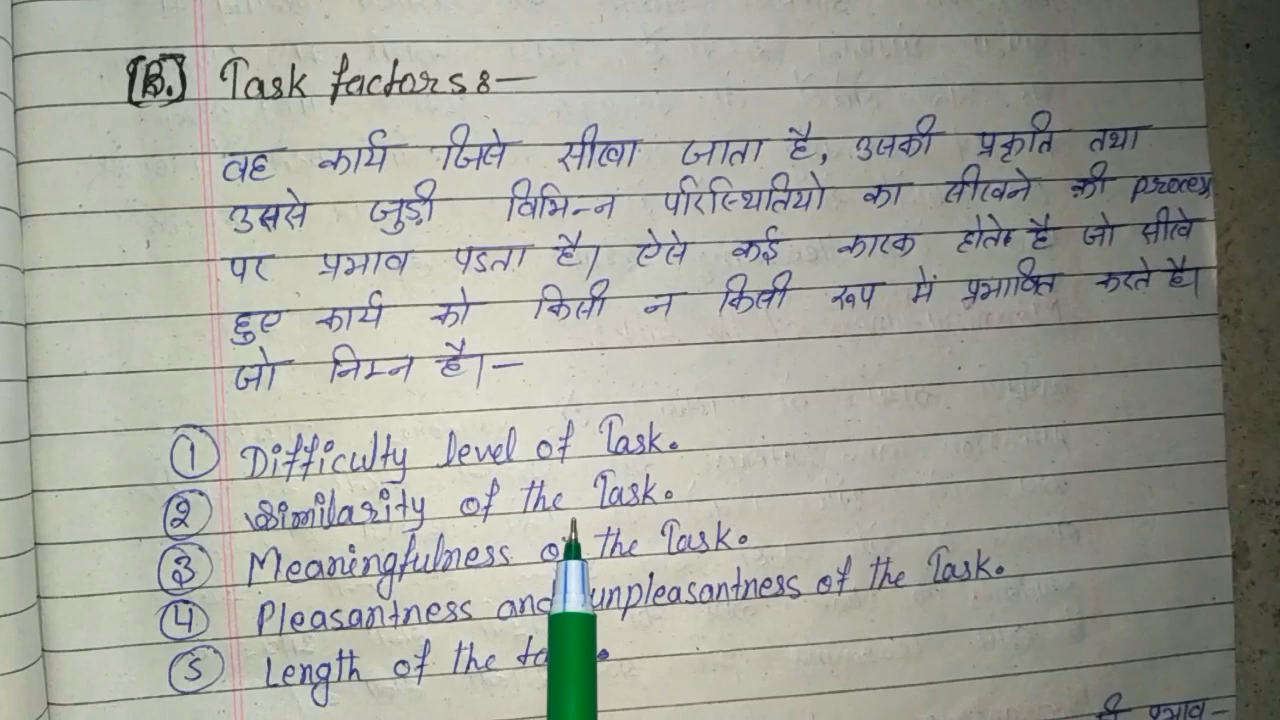 [B.] Task factors:-
वह कार्य जिसे सीखा जाता है, उसकी प्रकृति तथा
उससे जुड़ी विभिन्न परिस्थितियो का सीखने की process
पर प्रभाव पडता है। ऐसे कई कारक होते है जो सीखे
हुए कार्य को किसी न किसी रूप में प्रभावित करते है।
जो निम्न है।-
① Difficulty level of Task.
② Similarity of the Task.
③ Meaningfulness of the Task.
④ Pleasantness and unpleasantness of the Task.
⑤ Length of the
प्रभाव-